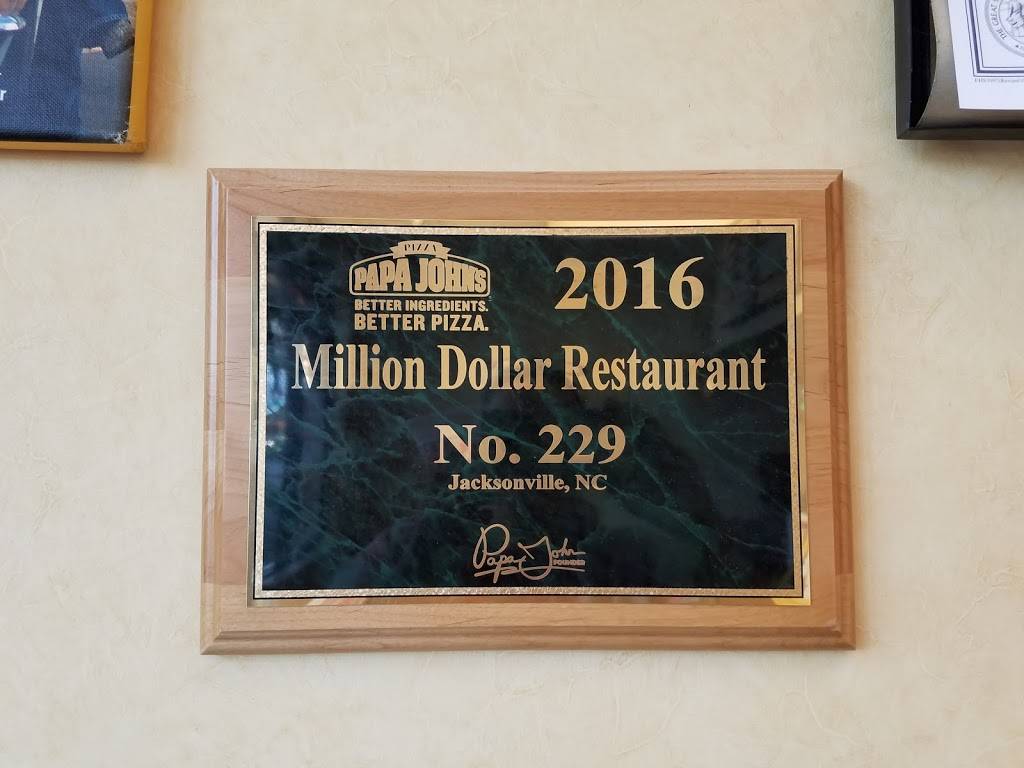 PIZZA
PAPA JOHNS
BETTER INGREDIENTS.
BETTER PIZZA.
2016
Million Dollar Restaurant
No. 229
Jacksonville, NC
Papa John
FOUNDER